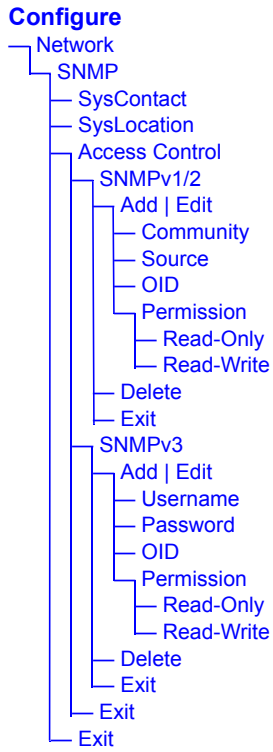 Configure
Network
SNMP
SysContact
SysLocation
Access Control
SNMPv1/2
Add | Edit
Community
Source
OID
Permission
Read-Only
Read-Write
Delete
Exit
SNMPv3
Add | Edit
Username
Password
OID
Permission
Read-Only
Read-Write
Delete
Exit
Exit
Exit